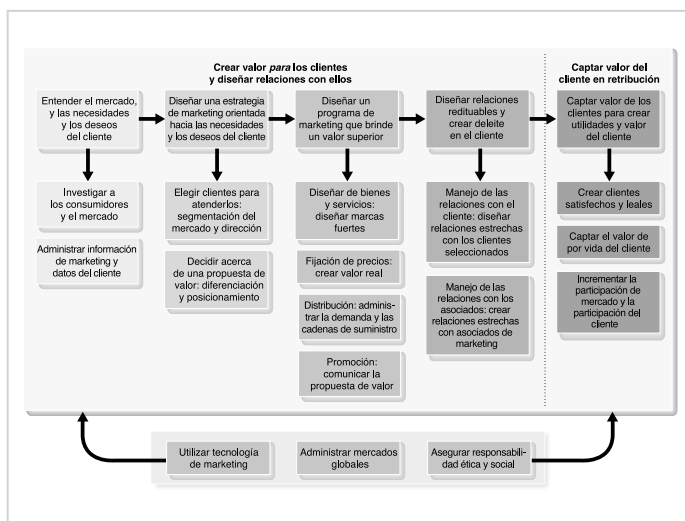 Crear valor para los clientes
y diseñar relaciones con ellos
Captar valor del
cliente en retribución
Entender el mercado,
y las necesidades
y los deseos
del cliente
Diseñar una estrategia
de marketing orientada
hacia las necesidades
y los deseos del cliente
Diseñar un
programa de
marketing que brinde
un valor superior
Diseñar relaciones
redituables y
crear deleite
en el cliente
Captar valor de los
clientes para crear
utilidades y valor
del cliente
Investigar a
los consumidores
y el mercado
Administrar información
de marketing y
datos del cliente
Elegir clientes para
atenderlos:
segmentación del
mercado y dirección
Decidir acerca
de una propuesta de
valor: diferenciación y
posicionamiento
Diseñar de bienes
y servicios:
diseñar marcas
fuertes
Fijación de precios:
crear valor real
Distribución: adminis-
trar la demanda y las
cadenas de suministro
Promoción:
comunicar la
propuesta de valor
Manejo de las
relaciones con el
cliente: diseñar
relaciones estrechas
con los clientes
seleccionados
Manejo de las
relaciones con los
asociados: crear
relaciones estrechas
con asociados de
marketing
Crear clientes
satisfechos y leales
Captar el valor de
por vida del cliente
Incrementar la
participación de
mercado y la
participación del
cliente
Utilizar tecnología
de marketing
Administrar mercados
globales
Asegurar responsabili-
dad ética y social